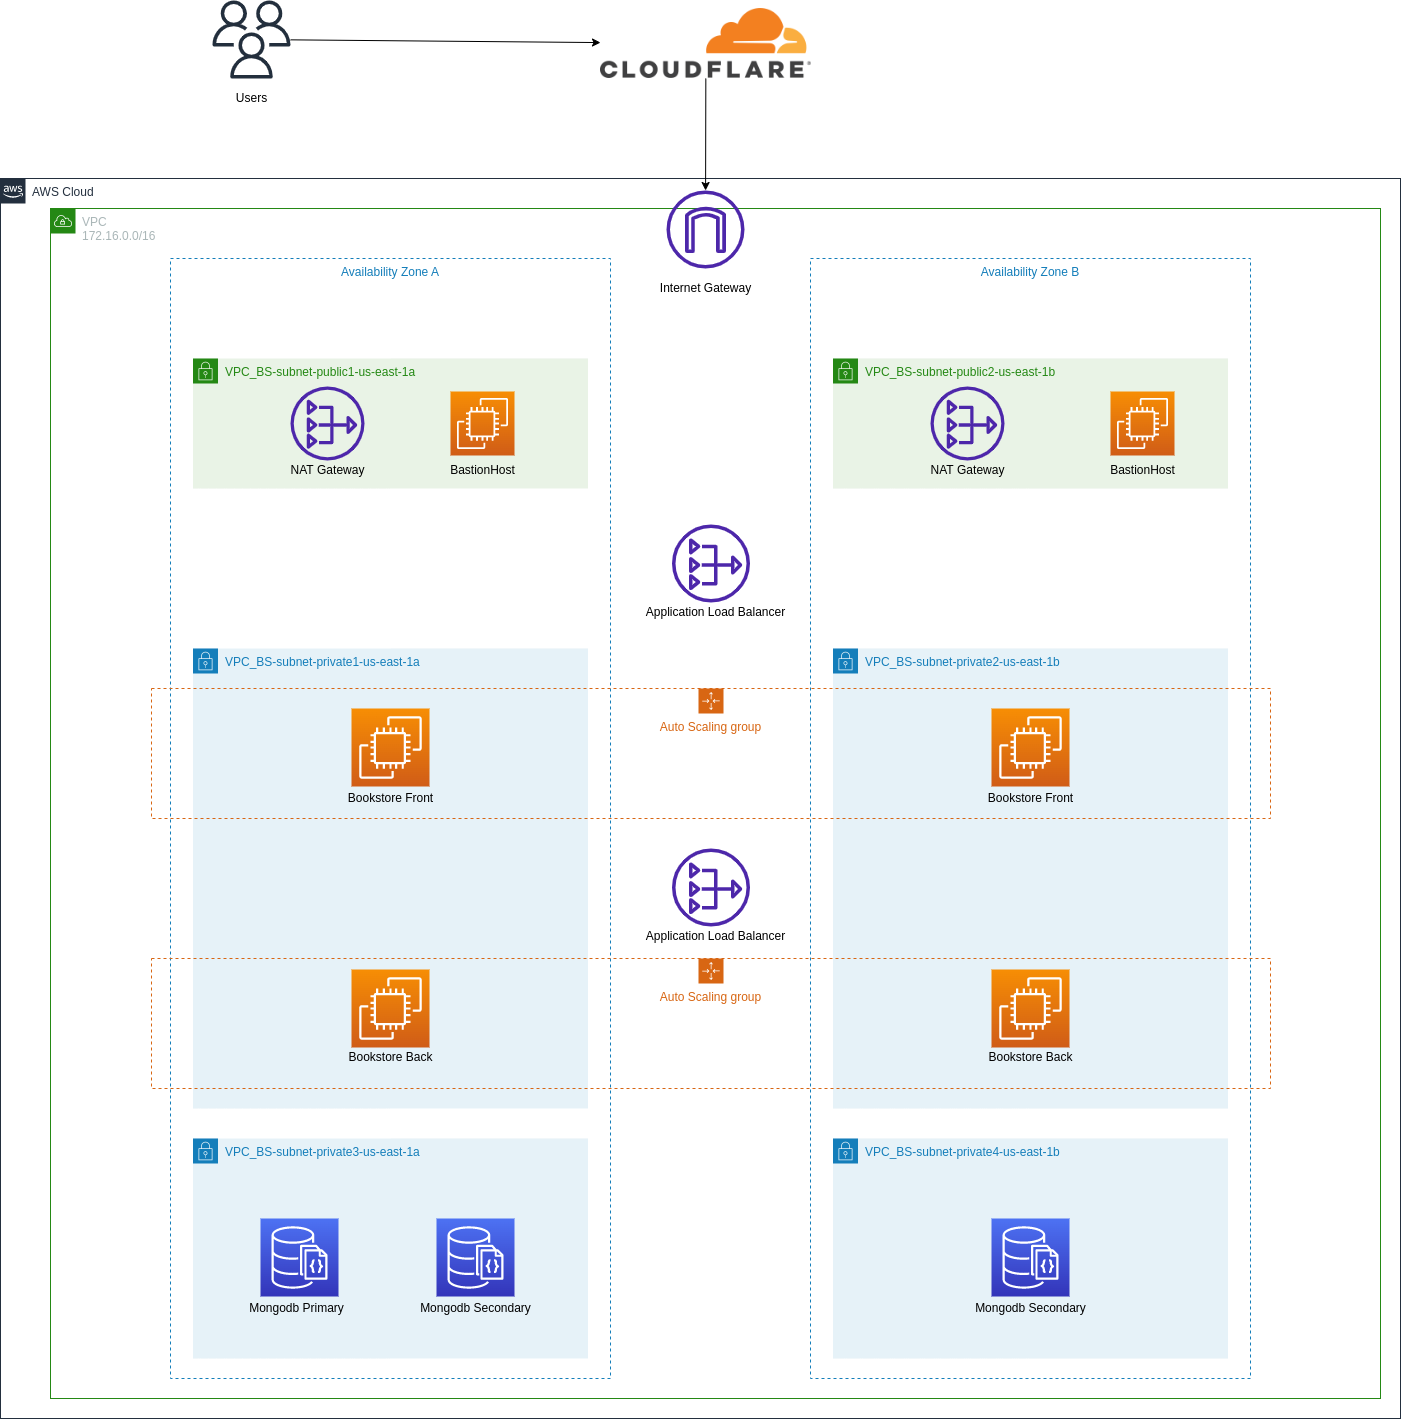 Users
CLOUDFLARE
aws
AWS Cloud
VPC
172.16.0.0/16
Availability Zone A
Availability Zone B
Internet Gateway
VPC_BS-subnet-public1-us-east-1a
VPC_BS-subnet-public2-us-east-1b
NAT Gateway
BastionHost
NAT Gateway
BastionHost
Application Load Balancer
VPC_BS-subnet-private1-us-east-1a
VPC_BS-subnet-private2-us-east-1b
Auto Scaling group
Bookstore Front
Bookstore Front
Application Load Balancer
Auto Scaling group
Bookstore Back
Bookstore Back
VPC_BS-subnet-private3-us-east-1a
VPC_BS-subnet-private4-us-east-1b
Mongodb Primary
Mongodb Secondary
Mongodb Secondary